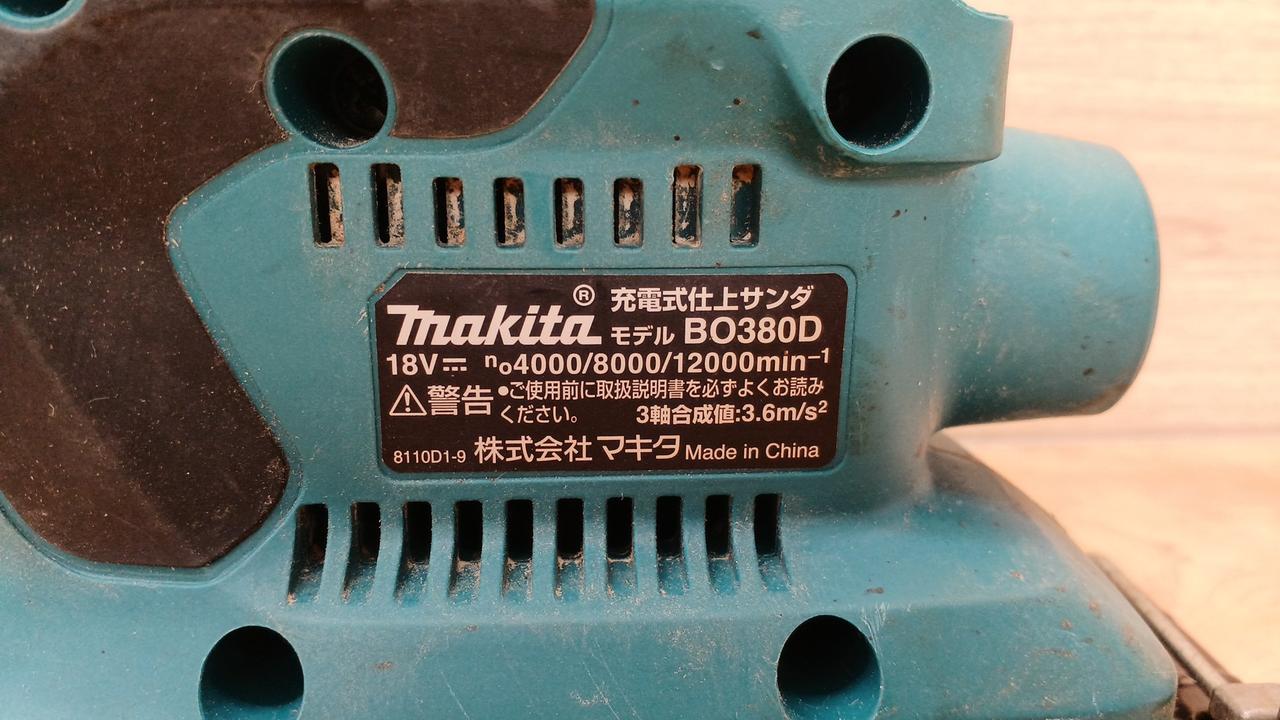 makita® 充電式仕上サンダ
モデル BO380D
18V⎓ no4000/8000/12000min-1
⚠警告 •ご使用前に取扱説明書を必ずよくお読み
ください。 3軸合成値:3.6m/s2
8110D1-9 株式会社 マキタ Made in China